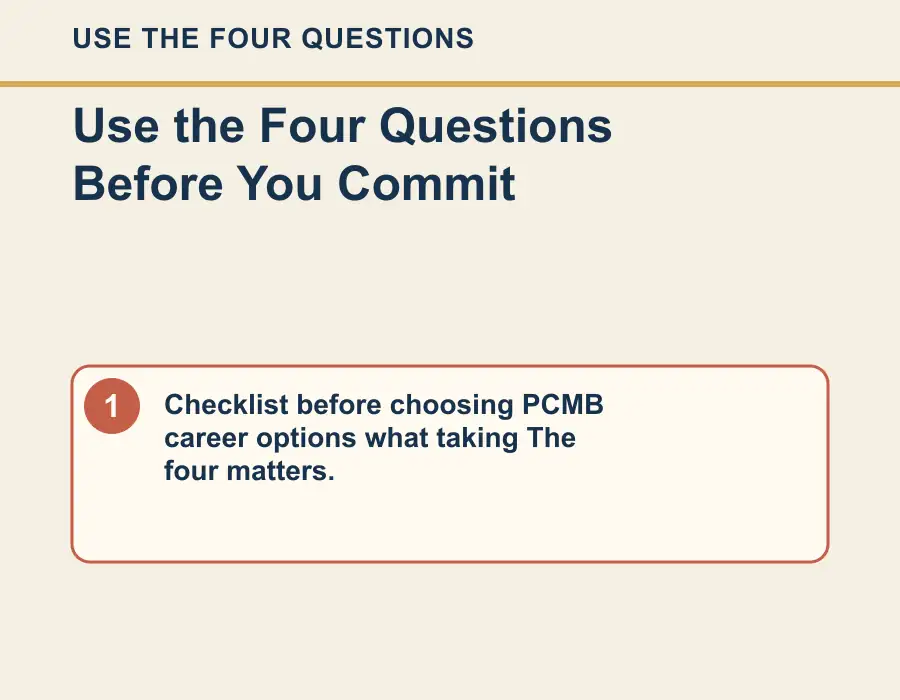 USE THE FOUR QUESTIONS
Use the Four Questions
Before You Commit
1
Checklist before choosing PCMB
career options what taking The
four matters.